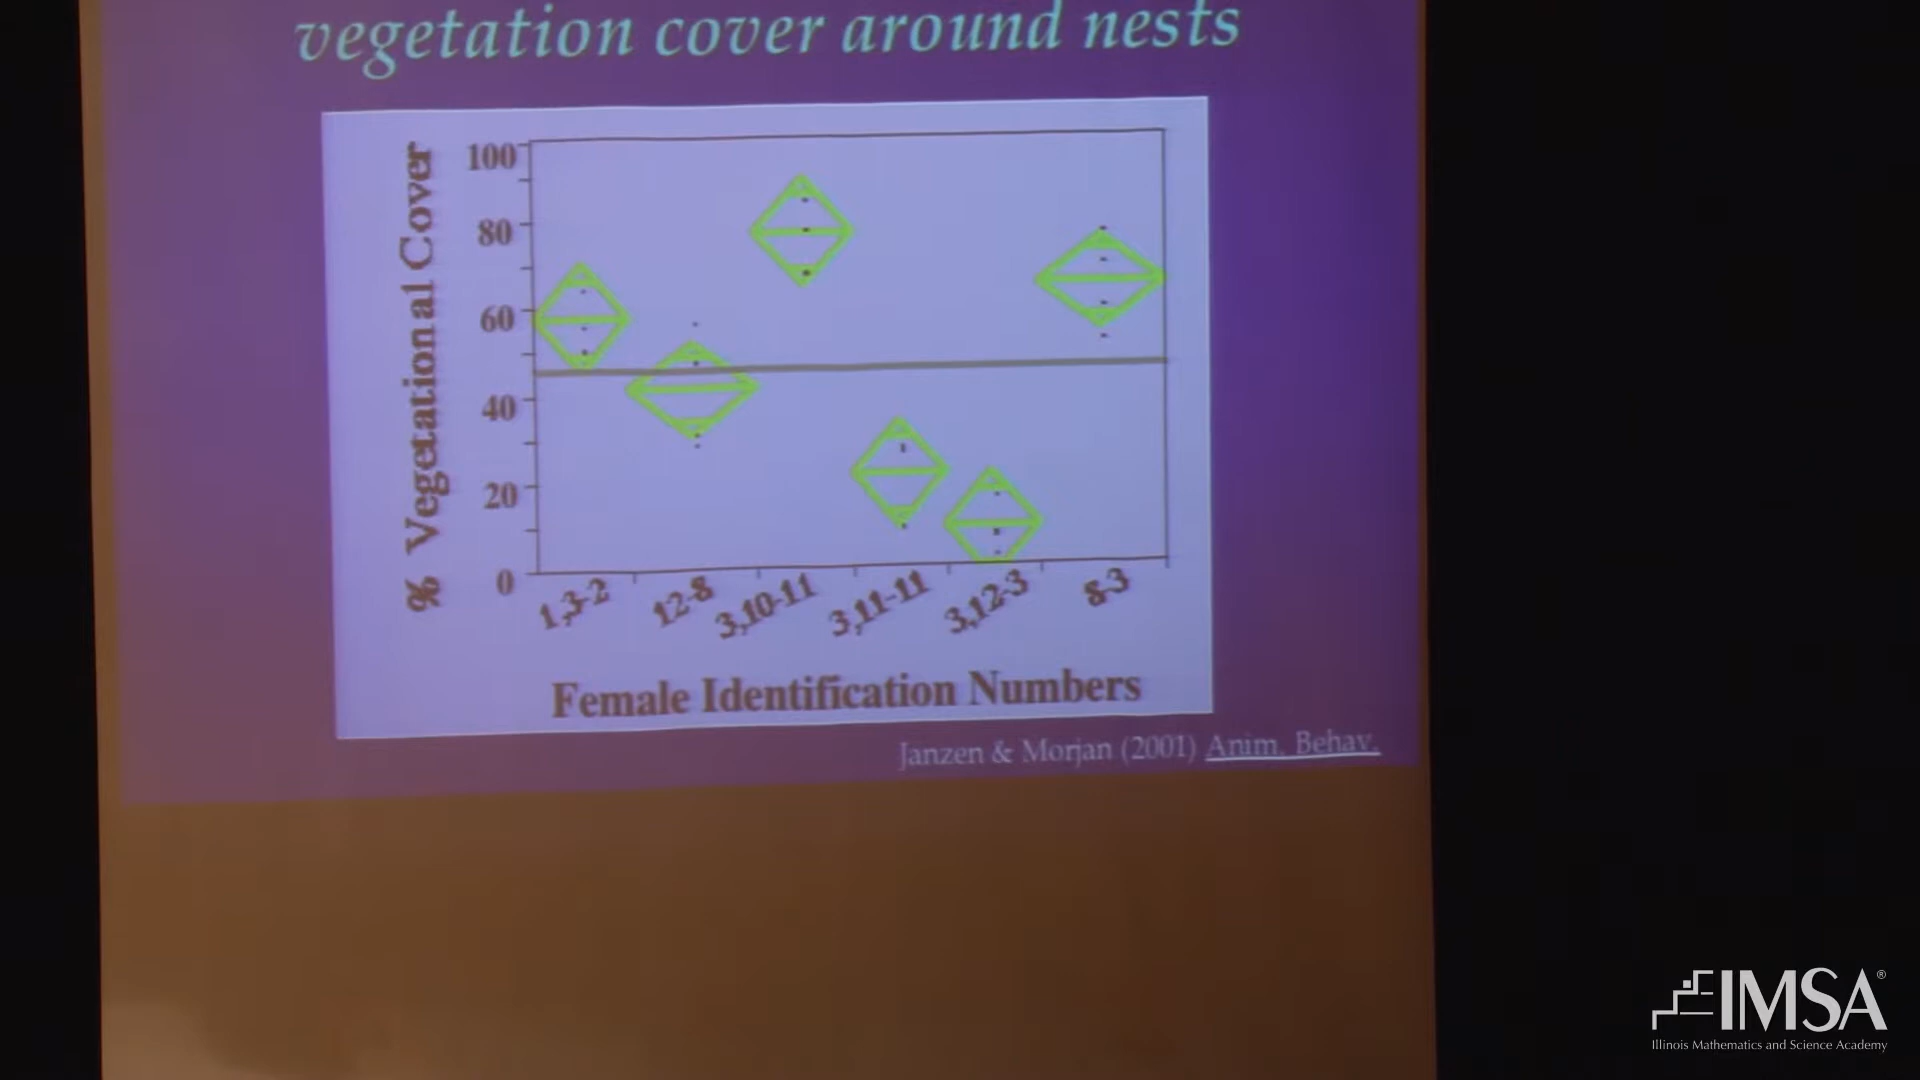 vegetation cover around nests
% Vegetational Cover
100
80
60
40
20
0
1,3-2
12-8
3,10-11
3,11-11
3,12-3
8-3
Female Identification Numbers
Janzen & Morjan (2001) Anim. Behav.
IMSA®
Illinois Mathematics and Science Academy